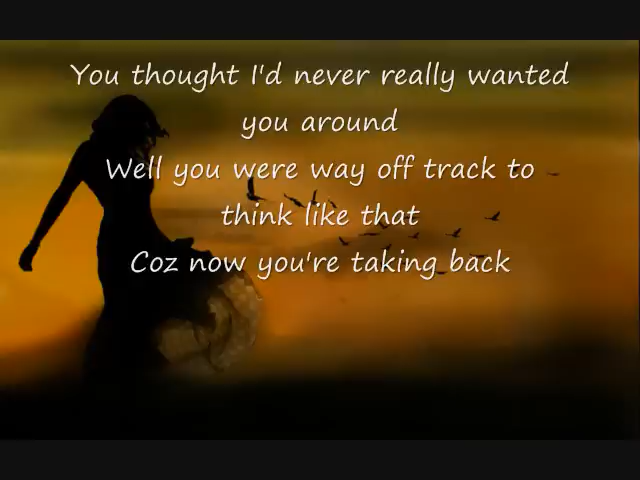 You thought I'd never really wanted
you around
Well you were way off track to
think like that
Coz now you're taking back